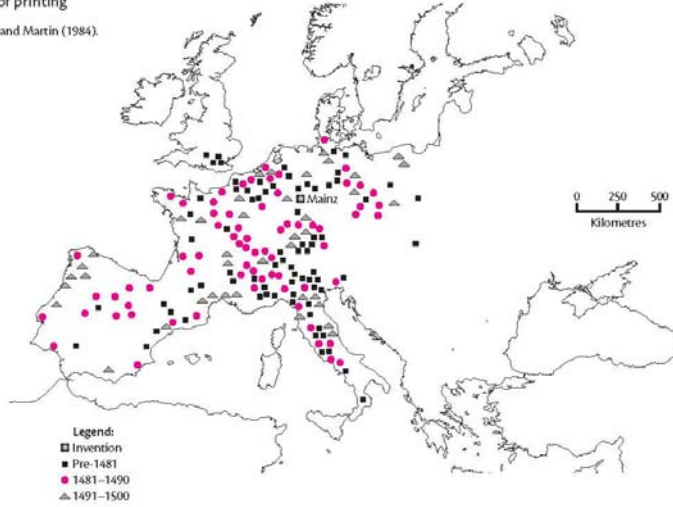 of printing
and Martin (1984).
Mainz
0 250 500
Kilometres
Legend:
Invention
Pre-1481
1481–1490
1491–1500